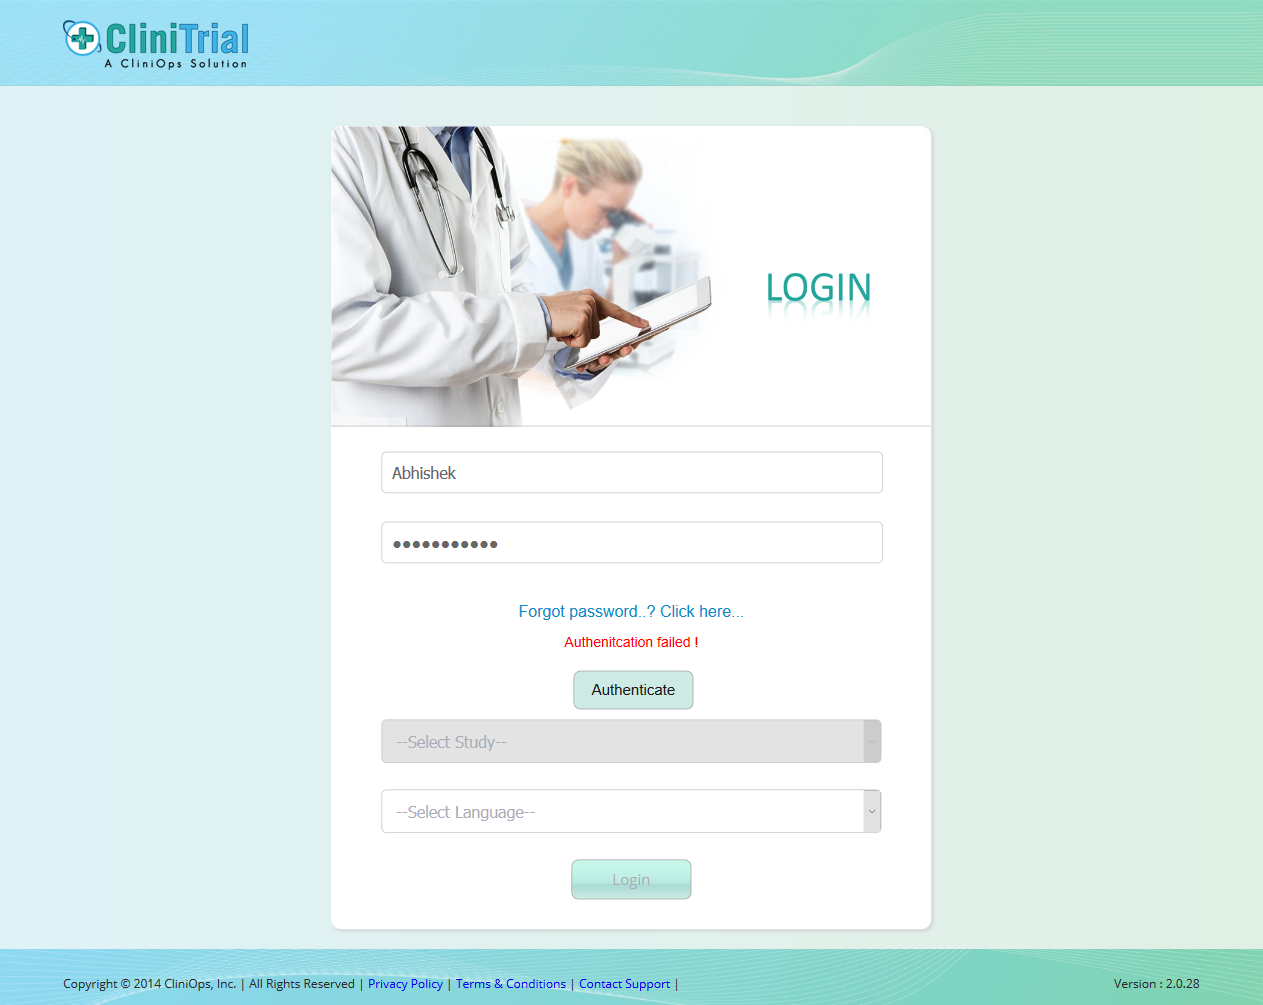 CliniTrial
A CliniOps Solution
LOGIN
Abhishek
●●●●●●●●●●●
Forgot password..? Click here...
Authenitcation failed !
Authenticate
--Select Study--
--Select Language--
Login
Copyright © 2014 CliniOps, Inc. | All Rights Reserved | Privacy Policy | Terms & Conditions | Contact Support |
Version : 2.0.28